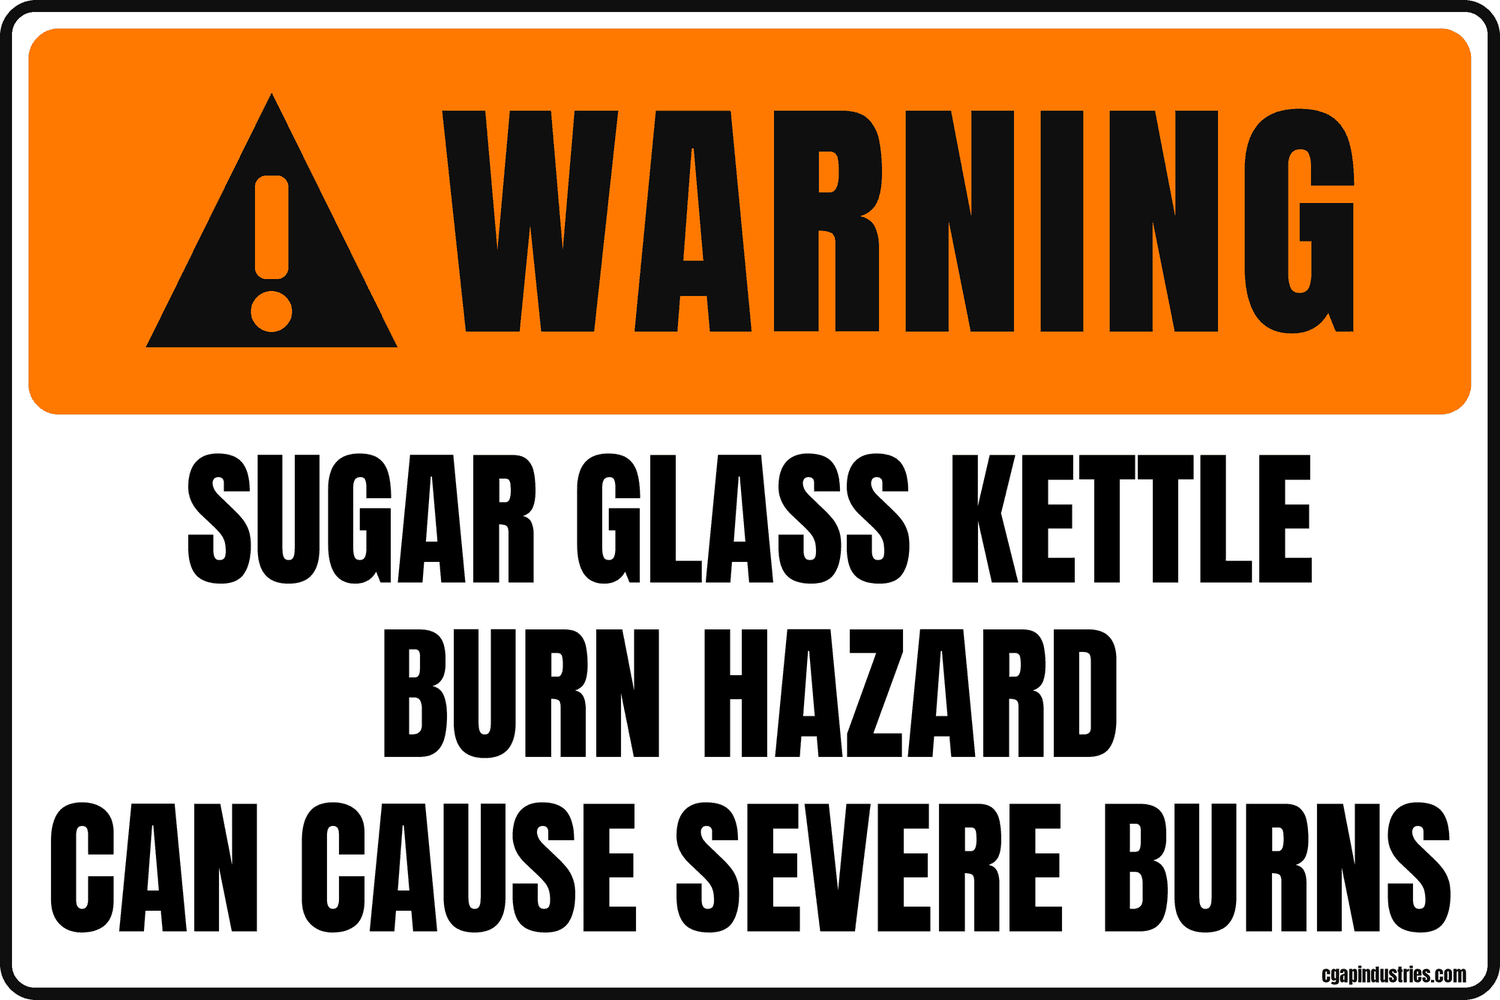 WARNING
SUGAR GLASS KETTLE
BURN HAZARD
CAN CAUSE SEVERE BURNS
cgapindustries.com